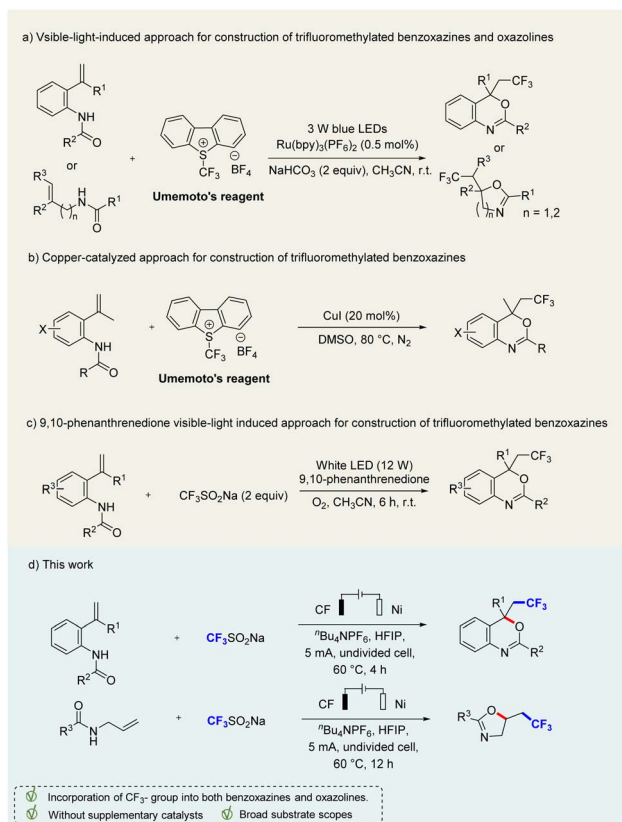 a) Vsible-light-induced approach for construction of trifluoromethylated benzoxazines and oxazolines
R¹
NH
R²
O
or
R³
R²
( )n
N
H
O
R¹
+
S
⊕
CF₃
⊖
BF₄
Umemoto's reagent
3 W blue LEDs
Ru(bpy)₃(PF₆)₂ (0.5 mol%)
NaHCO₃ (2 equiv), CH₃CN, r.t.
R¹
CF₃
O
N
R²
or
R³
F₃C
R²
O
R¹
( )n
N
n = 1,2
b) Copper-catalyzed approach for construction of trifluoromethylated benzoxazines
X
NH
R
O
+
S
⊕
CF₃
⊖
BF₄
Umemoto's reagent
CuI (20 mol%)
DMSO, 80 °C, N₂
CF₃
O
X
N
R
c) 9,10-phenanthrenedione visible-light induced approach for construction of trifluoromethylated benzoxazines
R³
R¹
NH
R²
O
+
CF₃SO₂Na (2 equiv)
White LED (12 W)
9,10-phenanthrenedione
O₂, CH₃CN, 6 h, r.t.
R¹
CF₃
O
R³
N
R²
d) This work
R¹
NH
R²
O
+
CF₃SO₂Na
CF
Ni
ⁿBu₄NPF₆, HFIP,
5 mA, undivided cell,
60 °C, 4 h
R¹
CF₃
O
N
R²
O
R³
N
H
+
CF₃SO₂Na
CF
Ni
ⁿBu₄NPF₆, HFIP,
5 mA, undivided cell,
60 °C, 12 h
R³
O
N
CF₃
Incorporation of CF₃- group into both benzoxazines and oxazolines.
Without supplementary catalysts
Broad substrate scopes